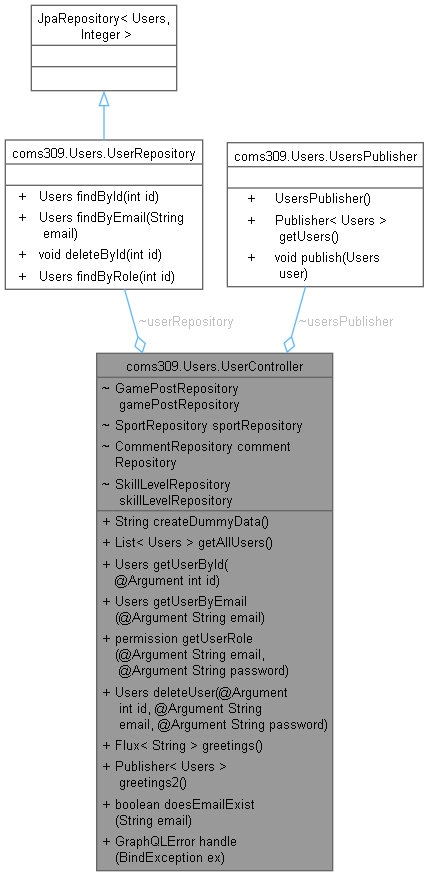 JpaRepository< Users,
Integer >
coms309.Users.UserRepository
+ Users findById(int id)
+ Users findByEmail(String
email)
+ void deleteById(int id)
+ Users findByRole(int id)
coms309.Users.UsersPublisher
+ UsersPublisher()
+ Publisher< Users >
getUsers()
+ void publish(Users
user)
~userRepository
~usersPublisher
coms309.Users.UserController
~ GamePostRepository
gamePostRepository
~ SportRepository sportRepository
~ CommentRepository comment
Repository
~ SkillLevelRepository
skillLevelRepository
+ String createDummyData()
+ List< Users > getAllUsers()
+ Users getUserById(
@Argument int id)
+ Users getUserByEmail
(@Argument String email)
+ permission getUserRole
(@Argument String email,
@Argument String password)
+ Users deleteUser(@Argument
int id, @Argument String
email, @Argument String password)
+ Flux< String > greetings()
+ Publisher< Users >
greetings2()
+ boolean doesEmailExist
(String email)
+ GraphQLError handle
(BindException ex)